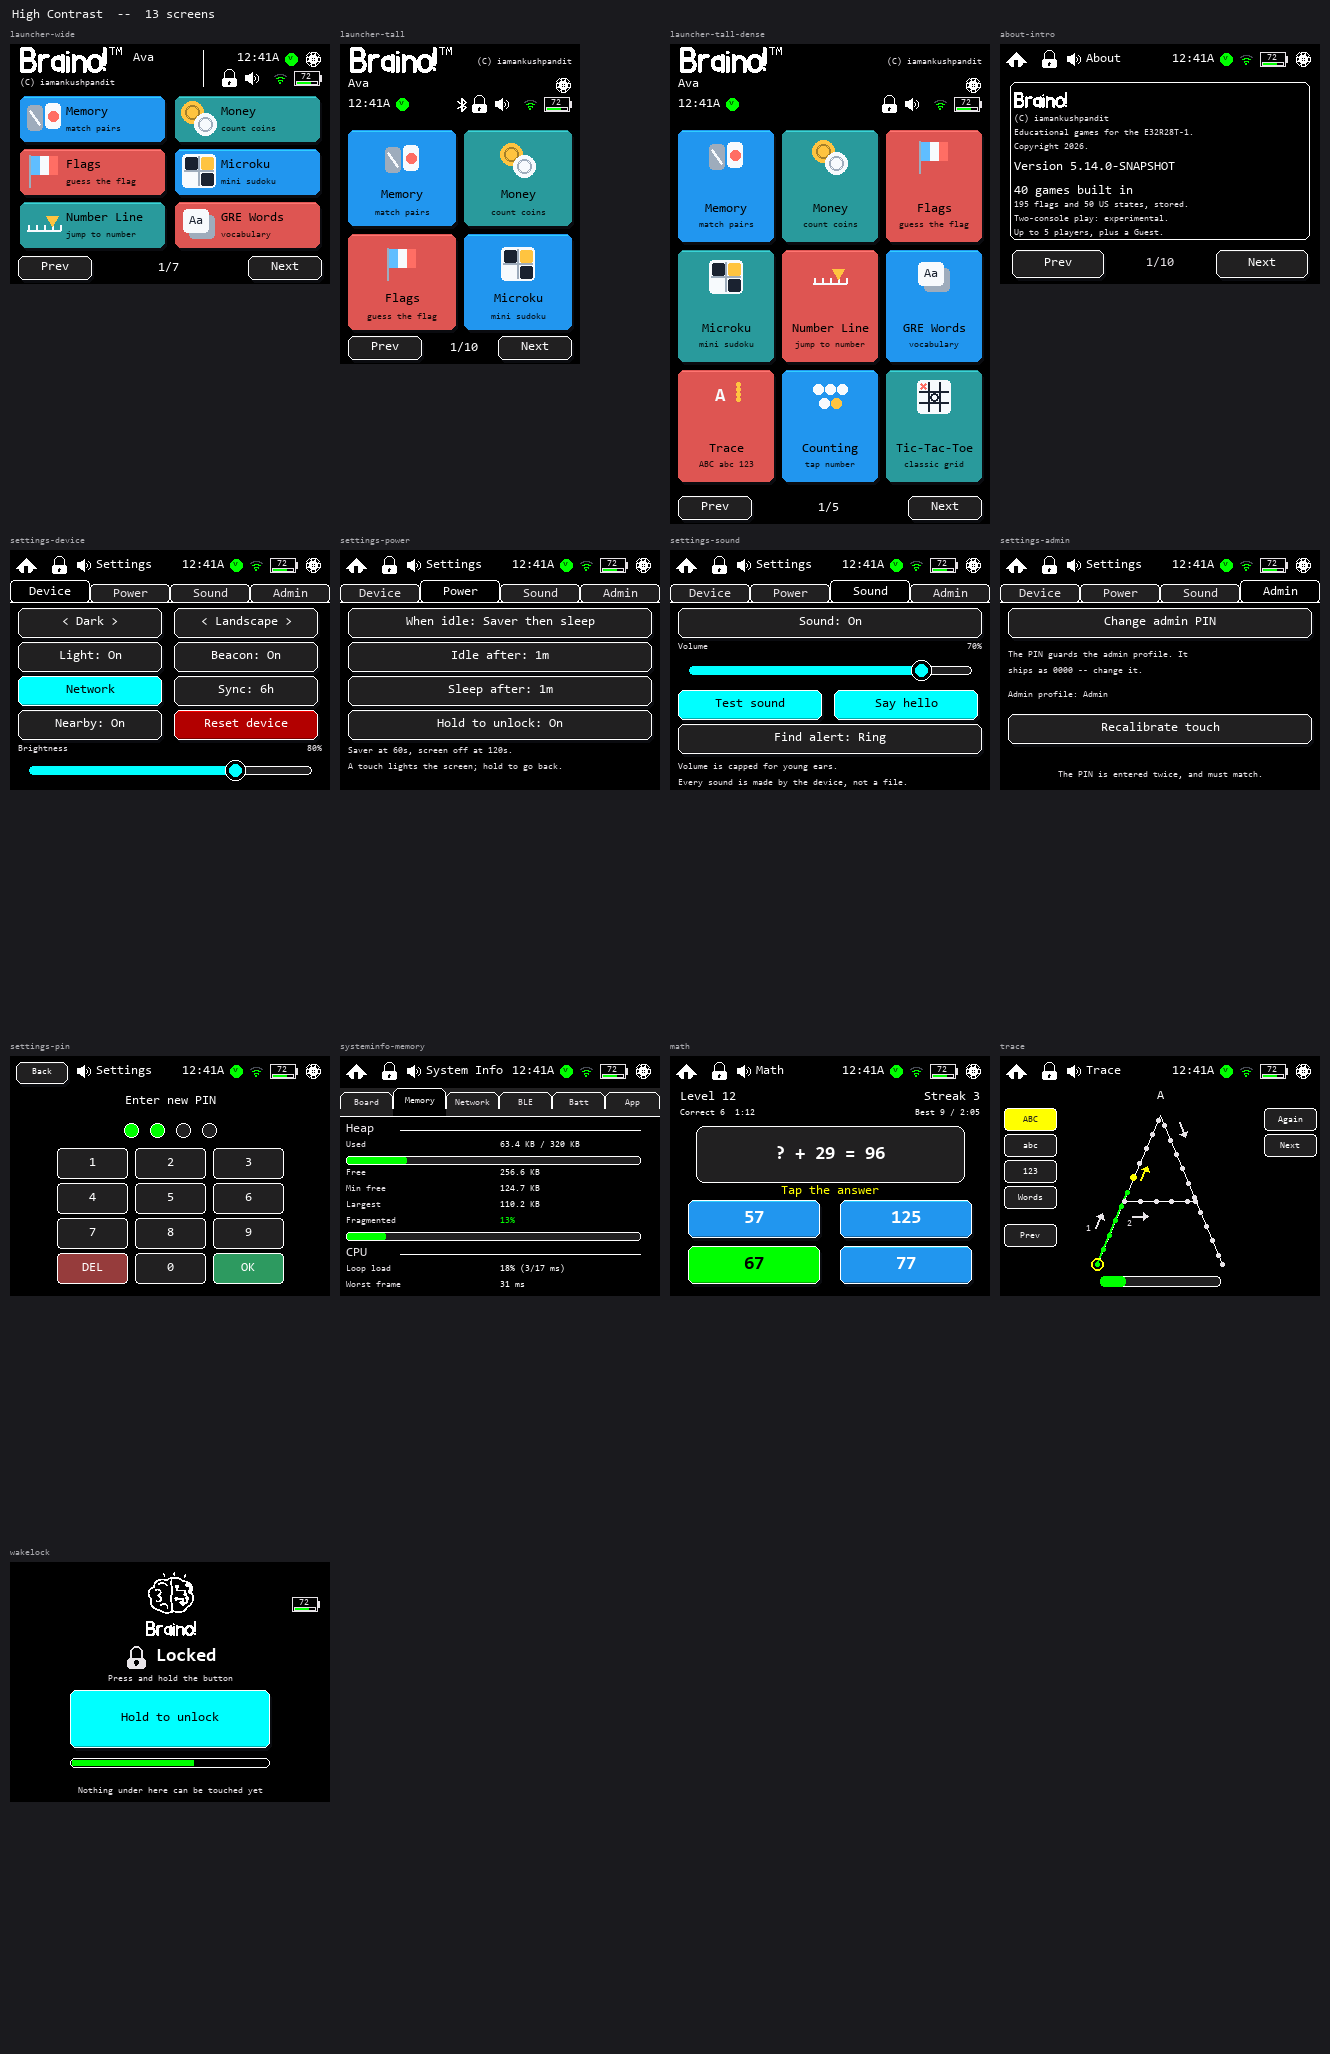 High Contrast -- 13 screens
launcher-wide
Braino!™ Ava 12:41A
(C) iamankushpandit 72
Memory
match pairs
Money
count coins
Flags
guess the flag
Microku
mini sudoku
Number Line
jump to number
Aa
GRE Words
vocabulary
Prev 1/7 Next
launcher-tall
Braino!™ (C) iamankushpandit
Ava
12:41A 72
Memory
match pairs
Money
count coins
Flags
guess the flag
Microku
mini sudoku
Prev 1/10 Next
launcher-tall-dense
Braino!™ (C) iamankushpandit
Ava
12:41A 72
Memory
match pairs
Money
count coins
Flags
guess the flag
Microku
mini sudoku
Number Line
jump to number
Aa
GRE Words
vocabulary
A
Trace
ABC abc 123
Counting
tap number
Tic-Tac-Toe
classic grid
Prev 1/5 Next
about-intro
About 12:41A 72
Braino!
(C) iamankushpandit
Educational games for the E32R28T-1.
Copyright 2026.
Version 5.14.0-SNAPSHOT
40 games built in
195 flags and 50 US states, stored.
Two-console play: experimental.
Up to 5 players, plus a Guest.
Prev 1/10 Next
settings-device
Settings 12:41A 72
Device Power Sound Admin
< Dark > < Landscape >
Light: On Beacon: On
Network Sync: 6h
Nearby: On Reset device
Brightness 80%
settings-power
Settings 12:41A 72
Device Power Sound Admin
When idle: Saver then sleep
Idle after: 1m
Sleep after: 1m
Hold to unlock: On
Saver at 60s, screen off at 120s.
A touch lights the screen; hold to go back.
settings-sound
Settings 12:41A 72
Device Power Sound Admin
Sound: On
Volume 70%
Test sound Say hello
Find alert: Ring
Volume is capped for young ears.
Every sound is made by the device, not a file.
settings-admin
Settings 12:41A 72
Device Power Sound Admin
Change admin PIN
The PIN guards the admin profile. It
ships as 0000 -- change it.
Admin profile: Admin
Recalibrate touch
The PIN is entered twice, and must match.
settings-pin
Back Settings 12:41A 72
Enter new PIN
1 2 3
4 5 6
7 8 9
DEL 0 OK
systeminfo-memory
System Info 12:41A 72
Board Memory Network BLE Batt App
Heap
Used 63.4 KB / 320 KB
Free 256.6 KB
Min free 124.7 KB
Largest 110.2 KB
Fragmented 13%
CPU
Loop load 18% (3/17 ms)
Worst frame 31 ms
math
Math 12:41A 72
Level 12 Streak 3
Correct 6 1:12 Best 9 / 2:05
? + 29 = 96
Tap the answer
57 125
67 77
trace
Trace 12:41A 72
A
ABC Again
abc Next
123
Words
Prev
1 2
wakelock
72
Braino!
Locked
Press and hold the button
Hold to unlock
Nothing under here can be touched yet